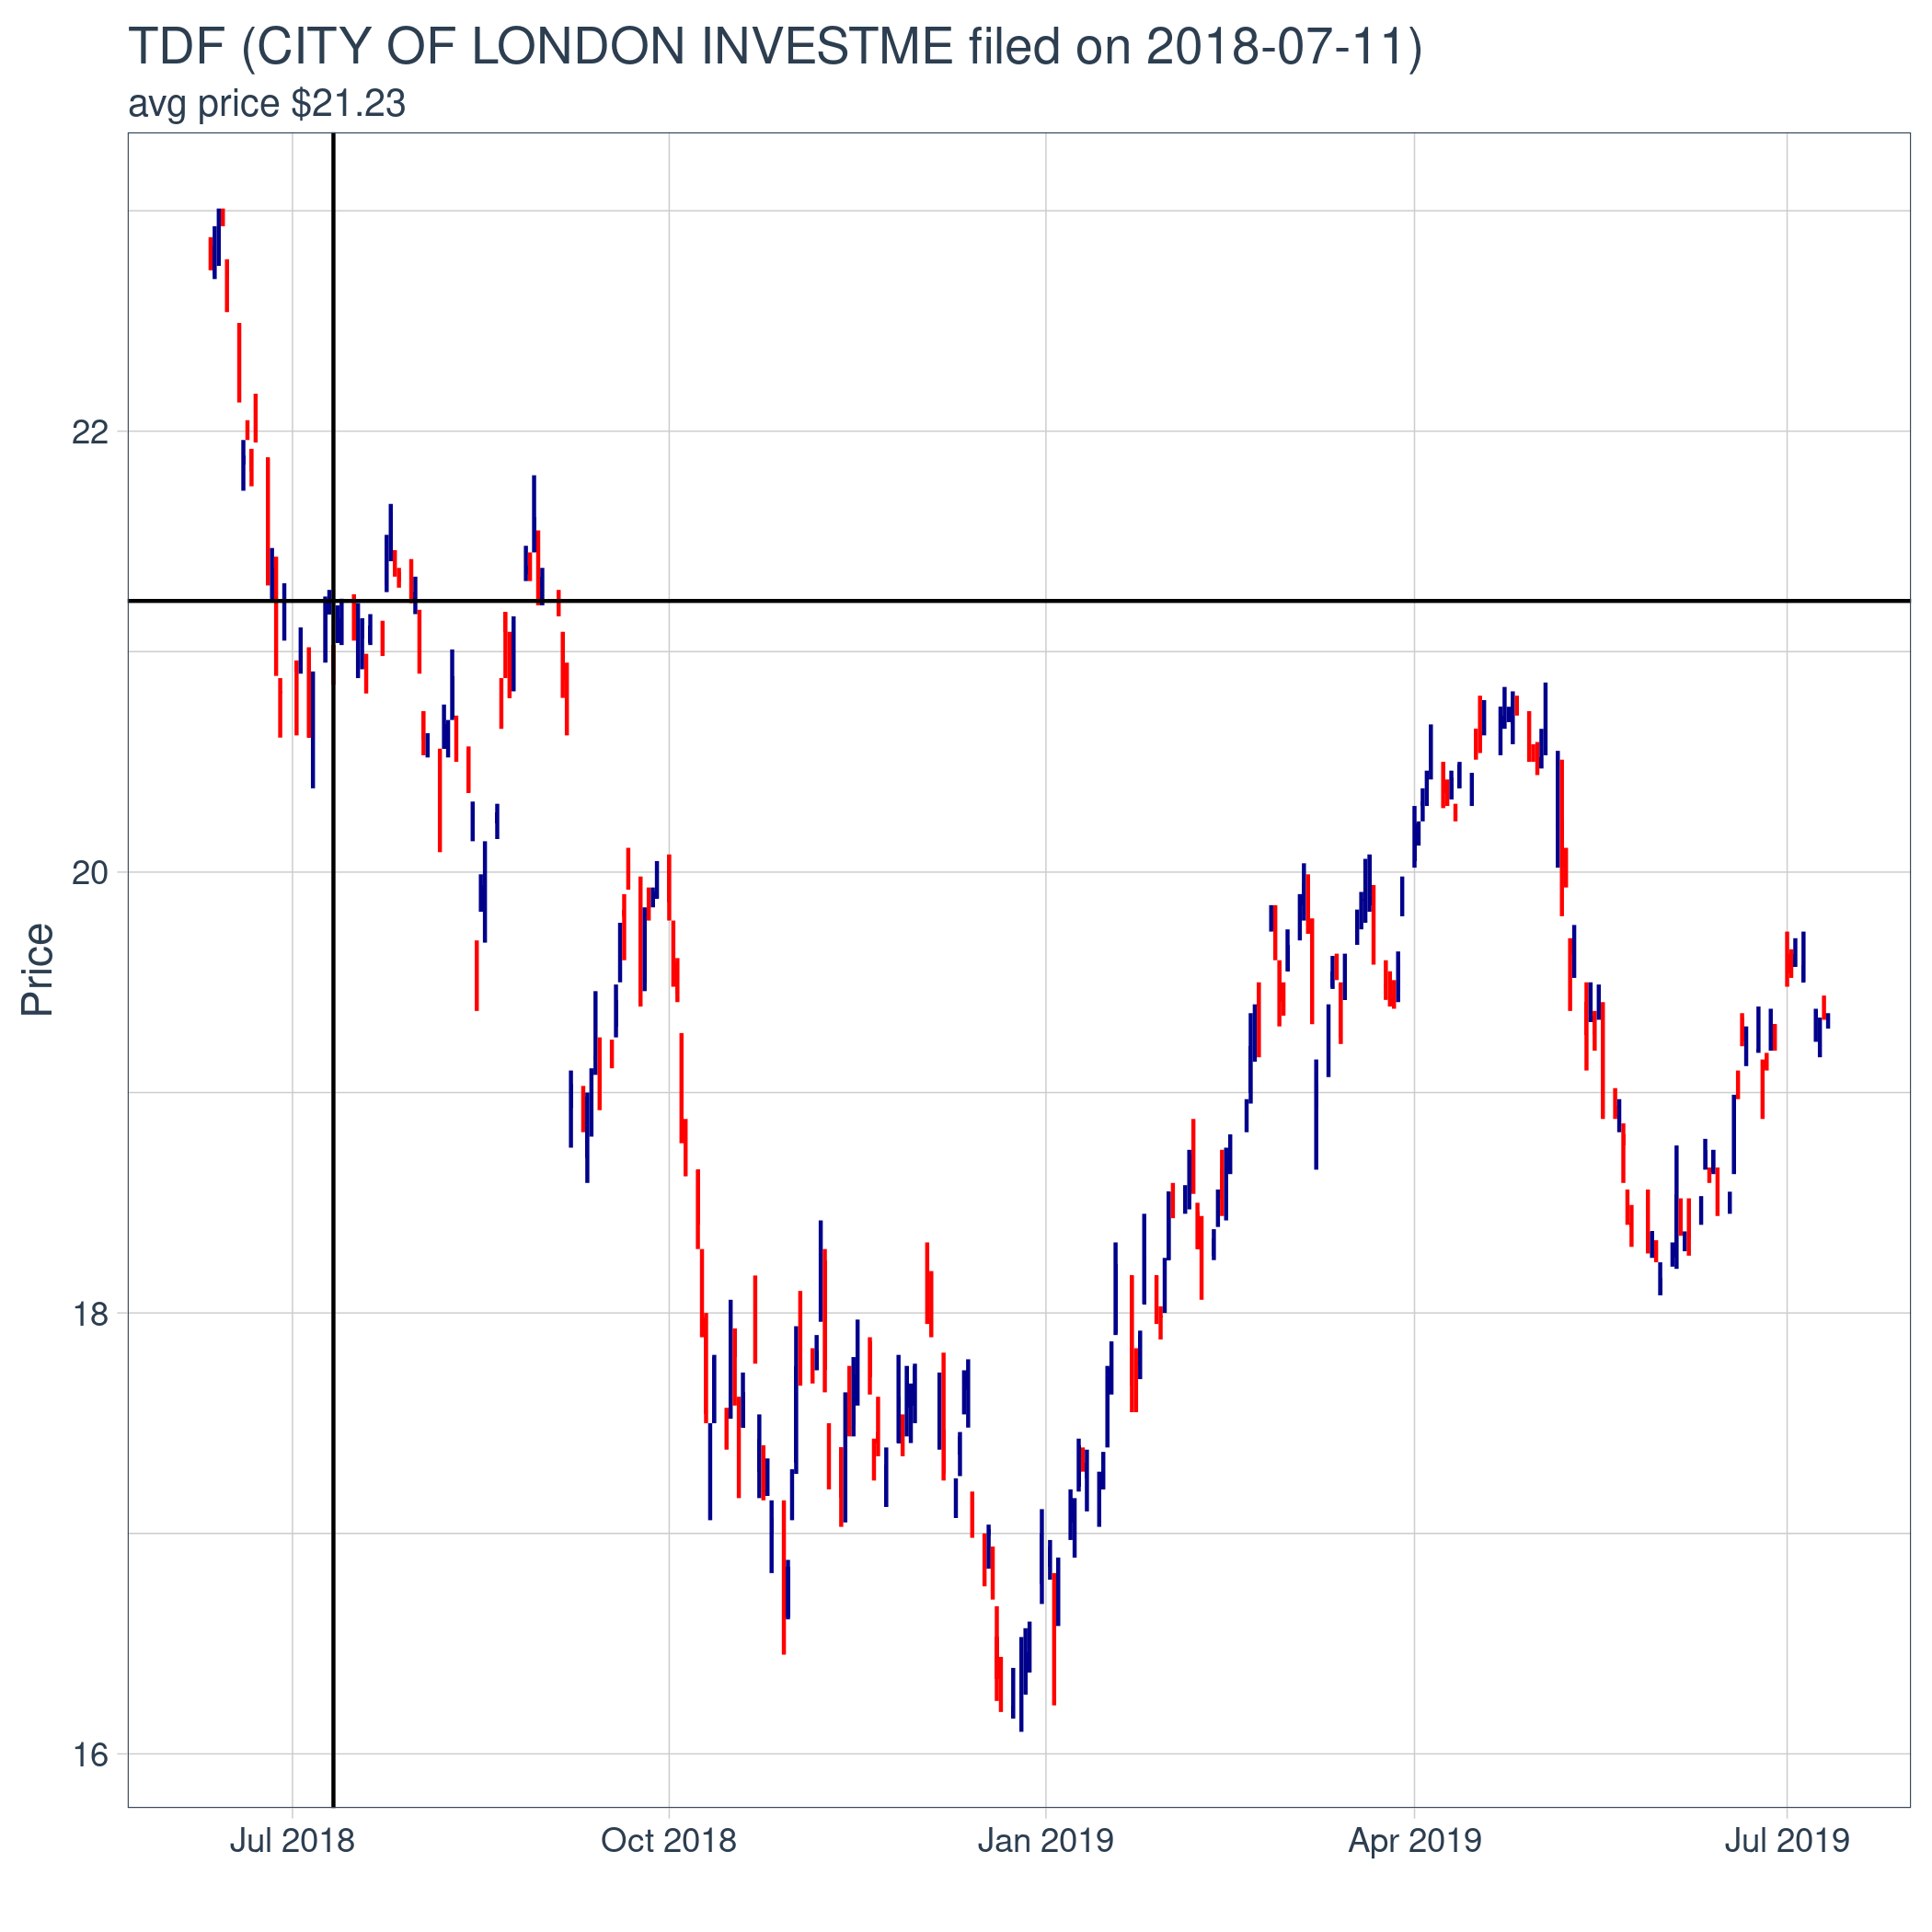 TDF (CITY OF LONDON INVESTME filed on 2018-07-11)
avg price $21.23
22
20
18
16
Price
Jul 2018
Oct 2018
Jan 2019
Apr 2019
Jul 2019